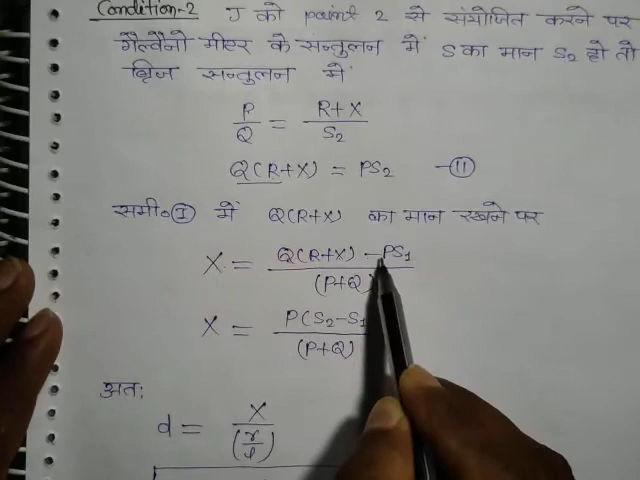 Condition-2 J को point 2 से संयोजित करने पर
गैल्वैनो मीटर के सन्तुलन में S का मान S₂ हो तो
ब्रिज सन्तुलन में
P/Q = R+X/S₂
Q(R+X) = PS₂ —(II)
समी० (I) में Q(R+X) का मान रखने पर
X = Q(R+X) - PS₁/(P+Q)
X = P(S₂-S₁/(P+Q)
अतः
d = X/(r/l)